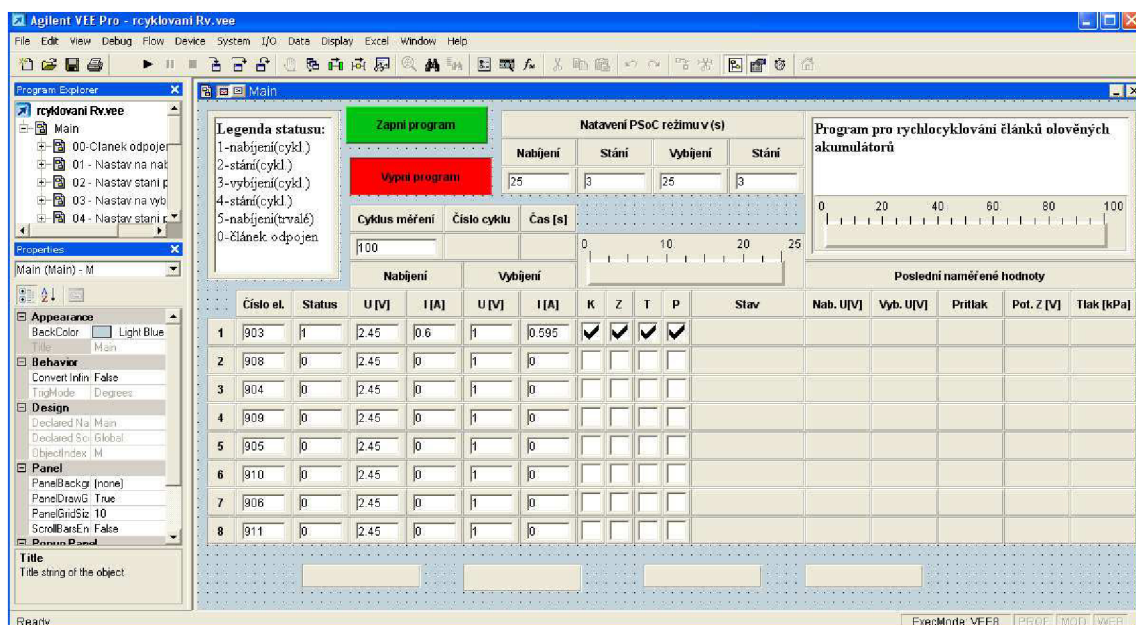 Agilent VEE Pro - rcyklovani Rv.vee
File Edit View Debug Flow Device System I/O Data Display Excel Window Help
Program Explorer
rcyklovani Rv.vee
Main
00-Clanek odpojer
01 - Nastav na nab
02 - Nastav stani p
03 - Nastav na vyb
04 - Nastav stani p
Properties
Main (Main) - M
Appearance
BackColor Light Blue
Title Main
Behavior
Convert Infin False
TrigMode Degrees
Design
Declared Na Main
Declared Sco Global
ObjectIndex M
Panel
PanelBackgr (none)
PanelDrawG True
PanelGridSiz 10
ScrollBarsEn False
Popup Panel
Title
Title string of the object
Main
Legenda statusu:
1-nabíjení(cykl.)
2-stání(cykl.)
3-vybíjení(cykl.)
4-stání(cykl.)
5-nabíjení(trvalé)
0-článek odpojen
Zapni program
Vypni program
Natavení PSoC režimu v (s)
Nabíjení Stání Vybíjení Stání
25 3 25 3
Program pro rychlocyklování článků olověných
akumulátorů
0 20 40 60 80 100
Cyklus měření Číslo cyklu Čas [s]
100
0 10 20 25
Nabíjení Vybíjení Poslední naměřené hodnoty
Číslo el. Status U [V] I [A] U [V] I [A] K Z T P Stav Nab. U[V] Vyb. U[V] Prítlak Pot. Z [V] Tlak [kPa]
1 903 1 2.45 0.6 1 0.595
2 908 0 2.45 0 1 0
3 904 0 2.45 0 1 0
4 909 0 2.45 0 1 0
5 905 0 2.45 0 1 0
6 910 0 2.45 0 1 0
7 906 0 2.45 0 1 0
8 911 0 2.45 0 1 0
Ready
ExecMode: VEE8 PROF MOD WEB